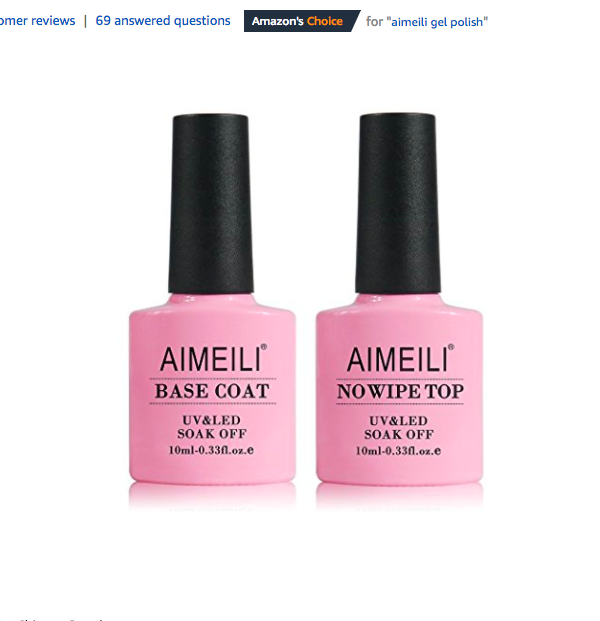 omer reviews | 69 answered questions Amazon's Choice for "aimeili gel polish"
AIMEILI®
BASE COAT
UV&LED
SOAK OFF
10ml-0.33fl.oz.e
AIMEILI®
NO WIPE TOP
UV&LED
SOAK OFF
10ml-0.33fl.oz.e